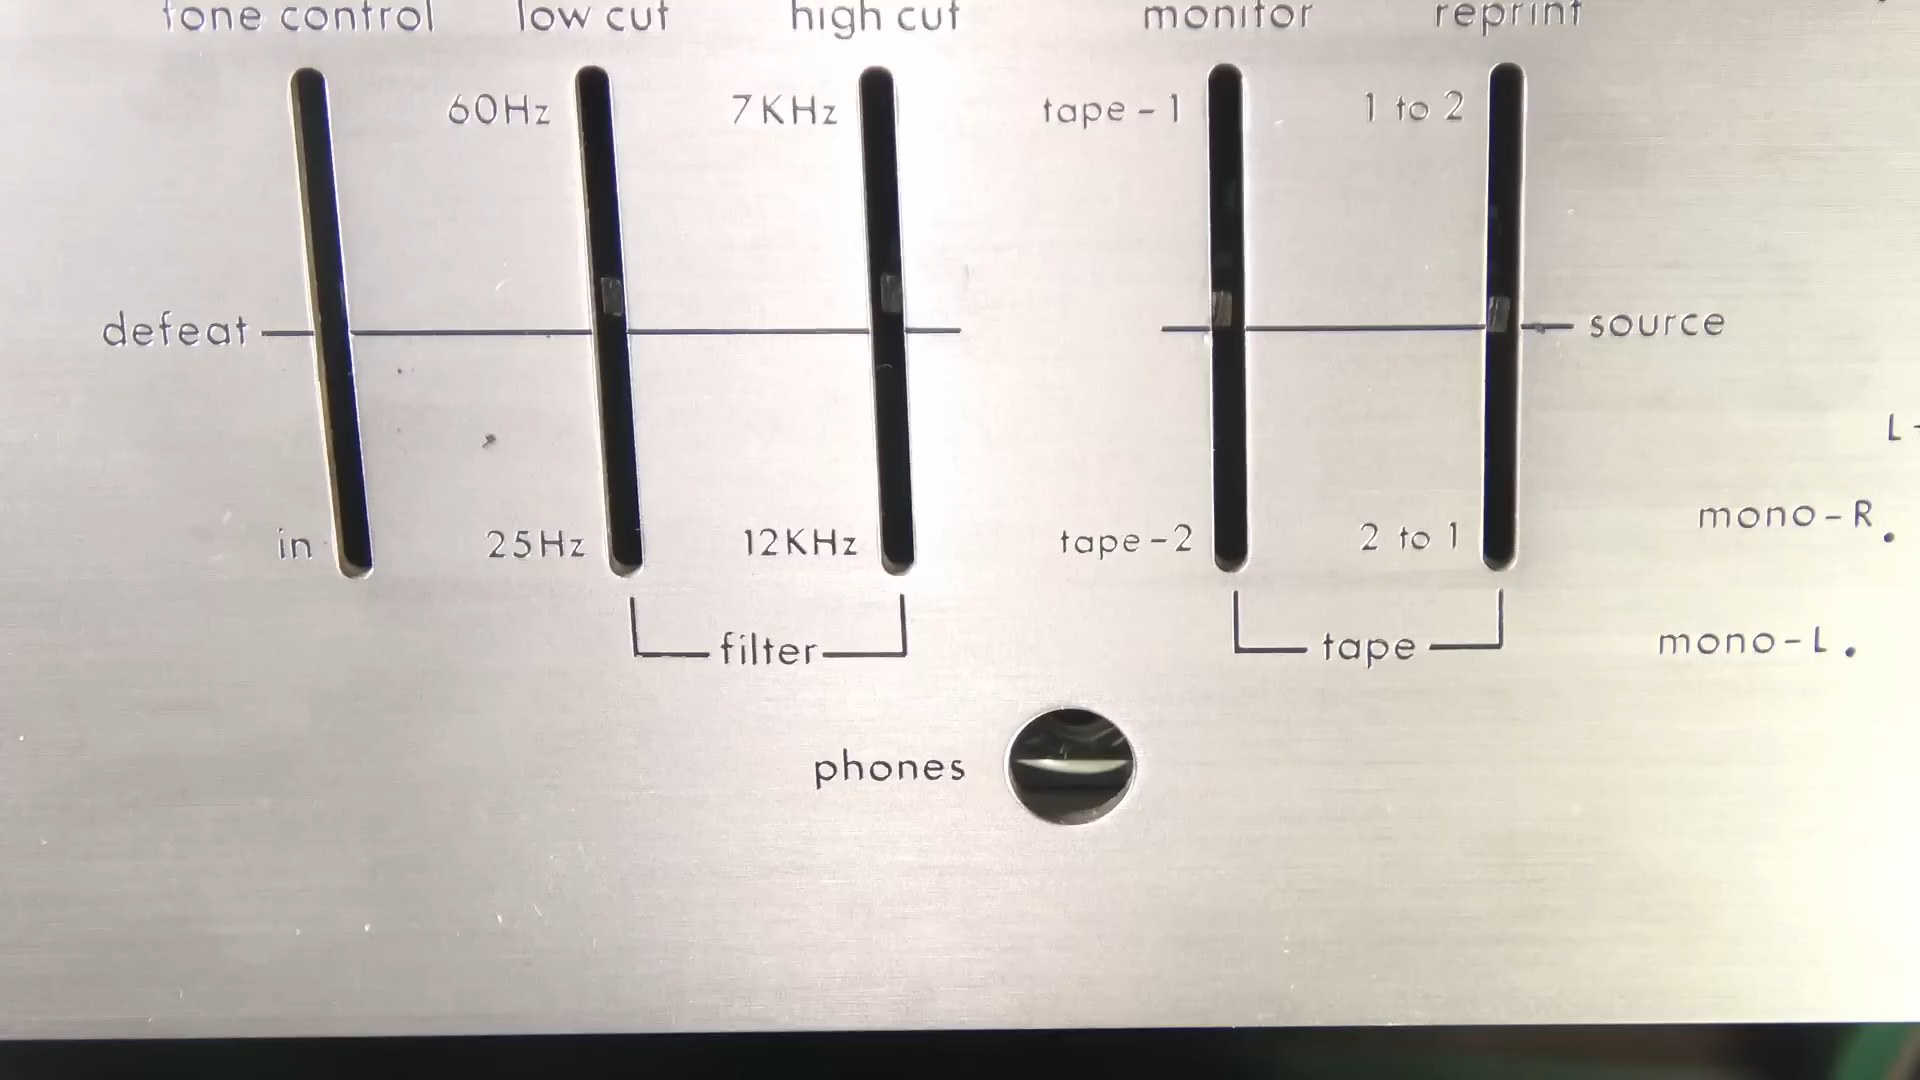 tone control low cut high cut monitor reprint
60Hz 7KHz tape-1 1 to 2
defeat source
L-
mono-R.
in 25Hz 12KHz tape-2 2 to 1
filter tape mono-L.
phones